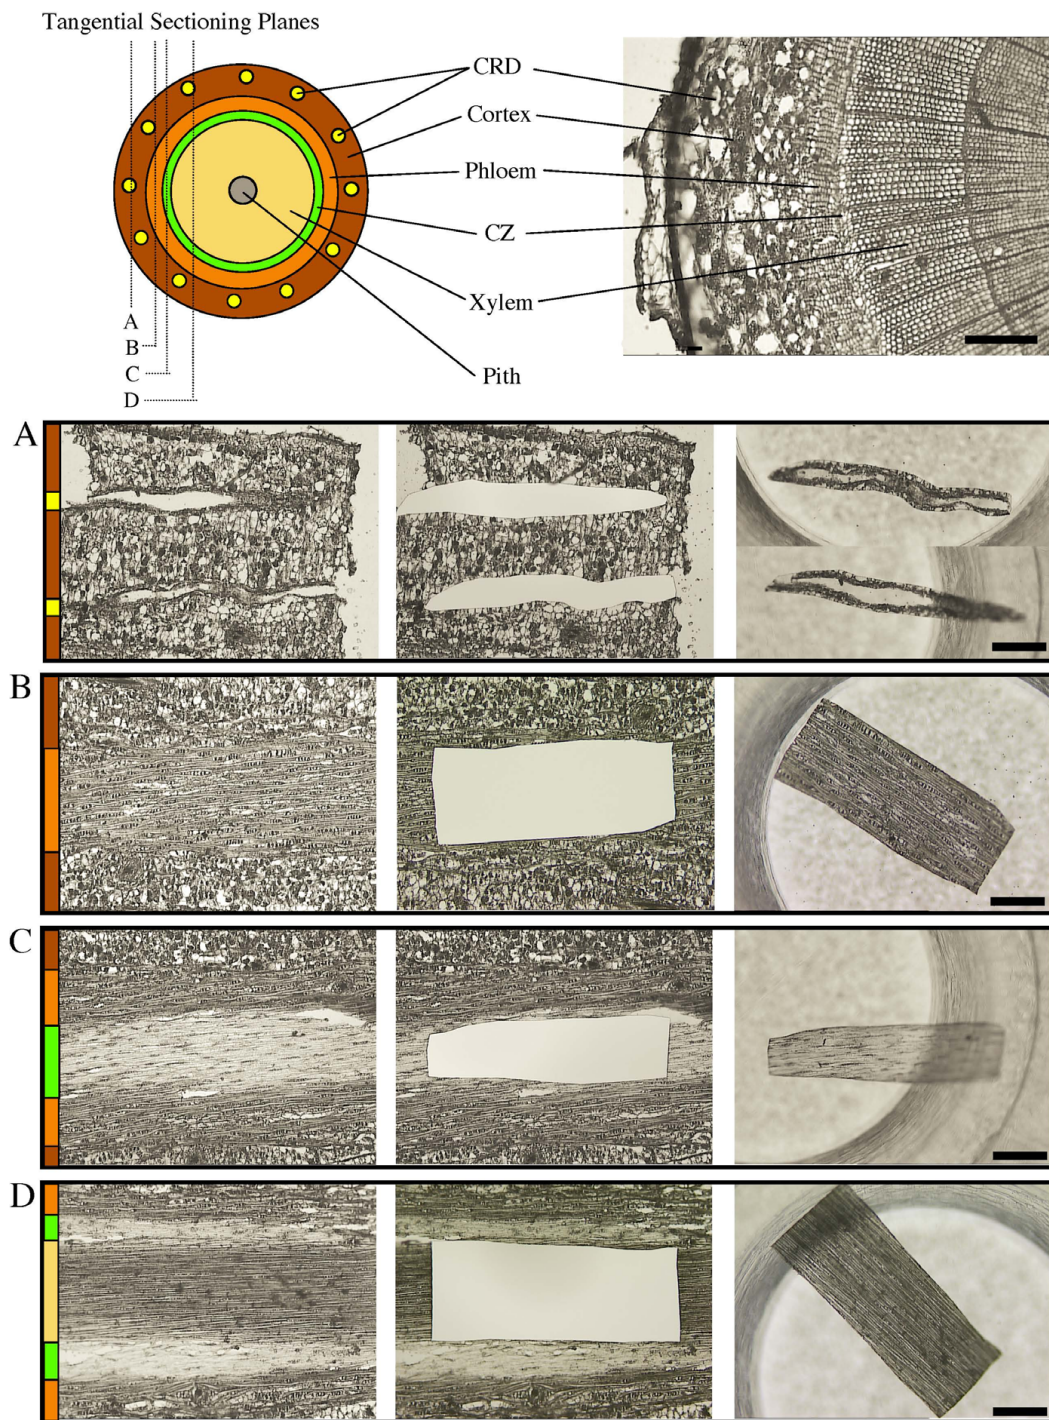 Tangential Sectioning Planes
CRD
Cortex
Phloem
CZ
Xylem
Pith
A
B
C
D
A
B
C
D